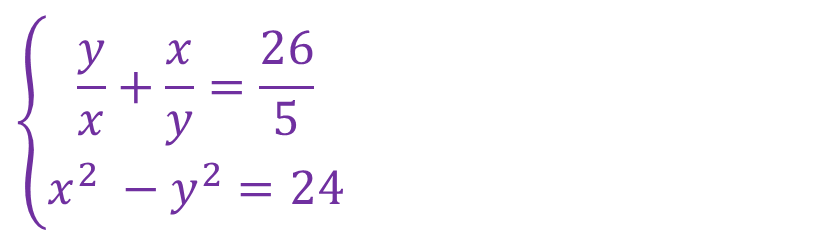 y/x + x/y = 26/5
x² − y² = 24